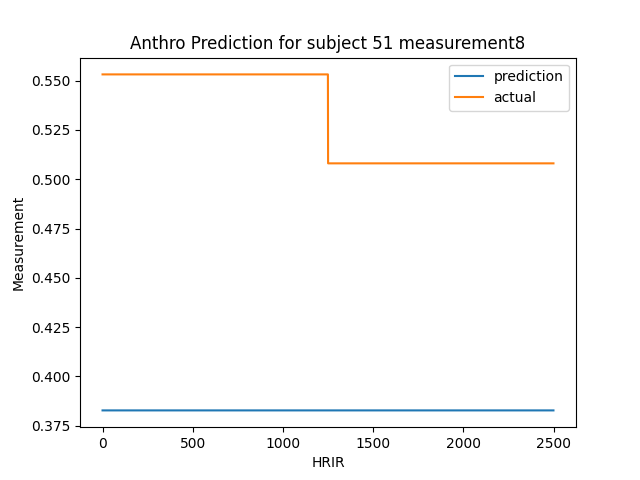 Anthro Prediction for subject 51 measurement8
prediction
actual
0.550
0.525
0.500
0.475
0.450
0.425
0.400
0.375
Measurement
0 500 1000 1500 2000 2500
HRIR